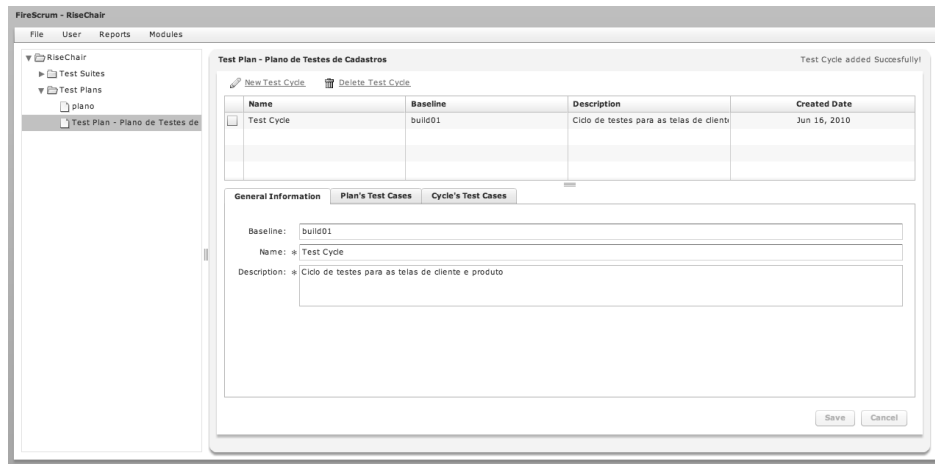 FireScrum - RiseChair
File User Reports Modules
RiseChair
Test Suites
Test Plans
plano
Test Plan - Plano de Testes de
Test Plan - Plano de Testes de Cadastros
Test Cycle added Succesfully!
New Test Cycle Delete Test Cycle
Name Baseline Description Created Date
Test Cycle build01 Ciclo de testes para as telas de cliente Jun 16, 2010
General Information Plan's Test Cases Cycle's Test Cases
Baseline: build01
Name: * Test Cycle
Description: * Ciclo de testes para as telas de cliente e produto
Save Cancel